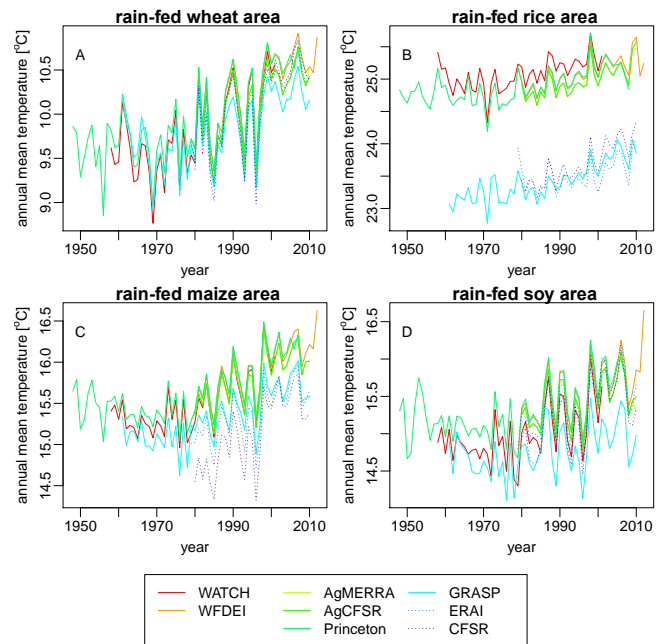 rain-fed wheat area
rain-fed rice area
A
B
annual mean temperature [°C]
9.0 9.5 10.0 10.5
annual mean temperature [°C]
23.0 24.0 25.0
1950 1970 1990 2010
1950 1970 1990 2010
year
year
rain-fed maize area
rain-fed soy area
C
D
annual mean temperature [°C]
14.5 15.0 15.5 16.0 16.5
annual mean temperature [°C]
14.5 15.5 16.5
1950 1970 1990 2010
1950 1970 1990 2010
year
year
WATCH AgMERRA GRASP
WFDEI AgCFSR ERAI
Princeton CFSR